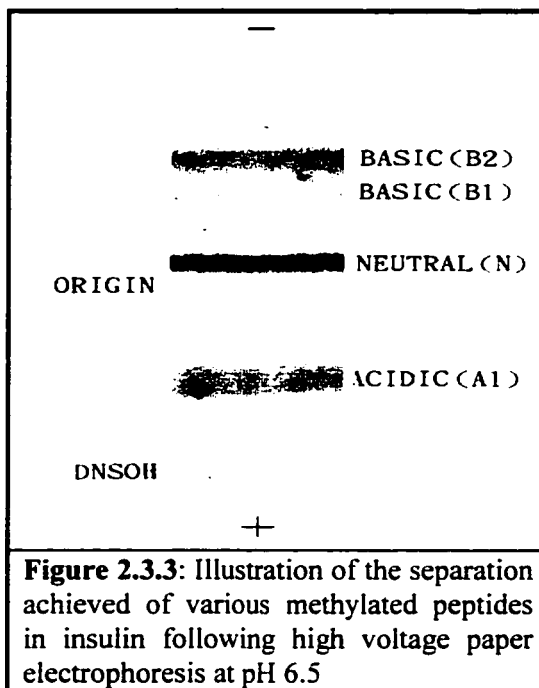 —
BASIC(B2)
BASIC(B1)
NEUTRAL(N)
ORIGIN
ACIDIC(A1)
DNSOH
+
Figure 2.3.3: Illustration of the separation
achieved of various methylated peptides
in insulin following high voltage paper
electrophoresis at pH 6.5